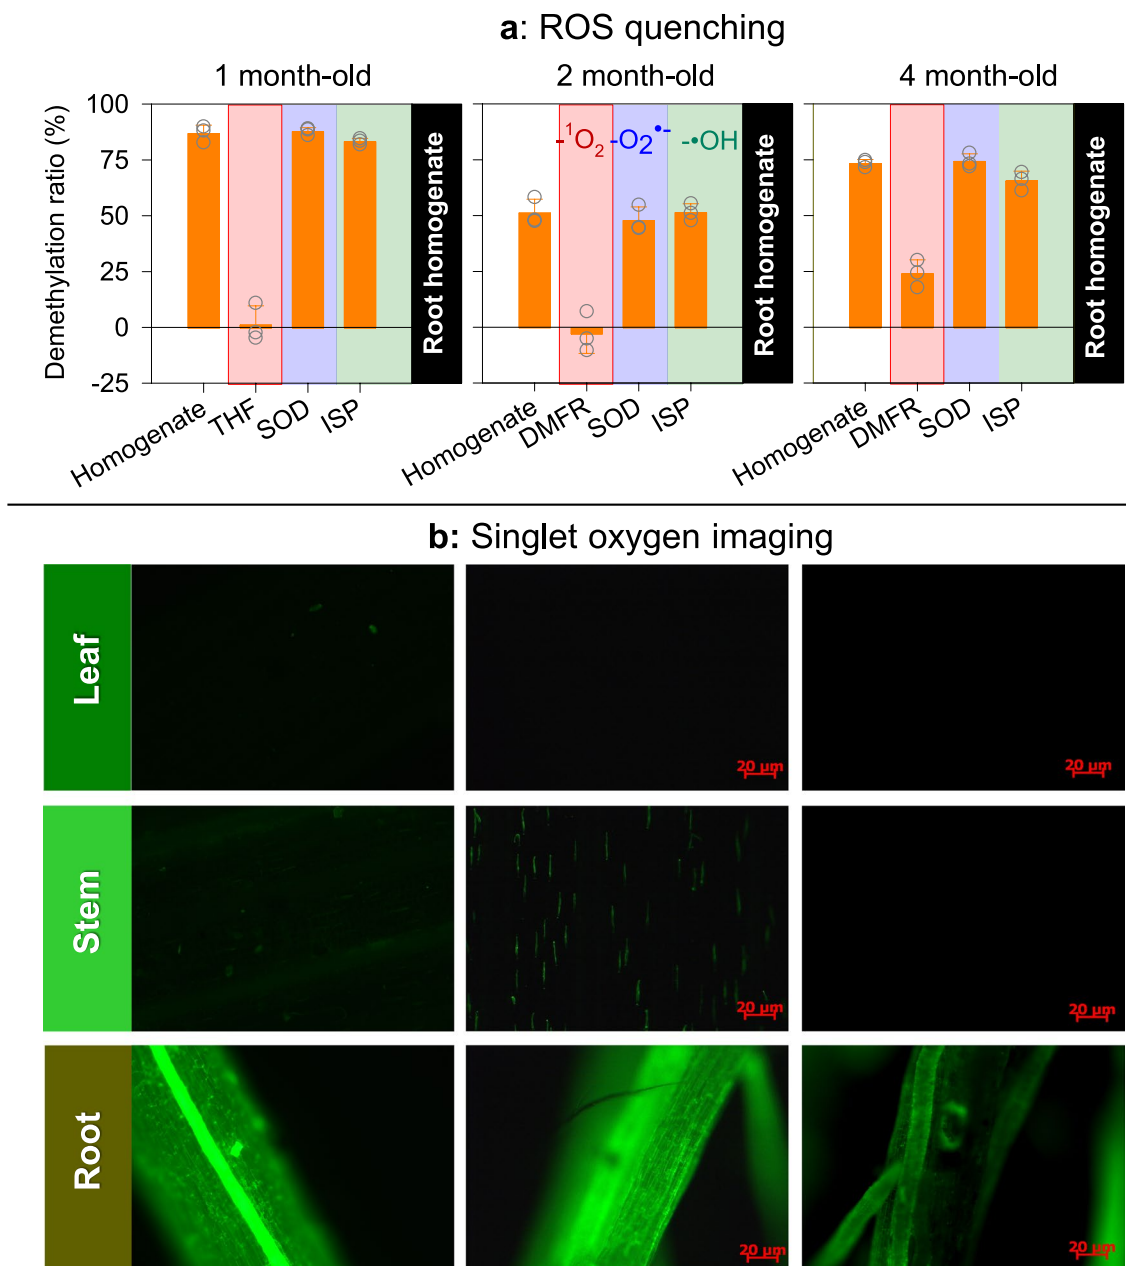 a: ROS quenching
1 month-old
2 month-old
4 month-old
Demethylation ratio (%)
100
75
50
25
0
-25
Homogenate
THF
SOD
ISP
Root homogenate
-¹O₂
-O₂•-
-•OH
Homogenate
DMFR
SOD
ISP
Root homogenate
Homogenate
DMFR
SOD
ISP
Root homogenate
b: Singlet oxygen imaging
Leaf
20 µm
20 µm
Stem
20 µm
20 µm
Root
20 µm
20 µm